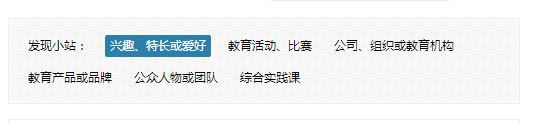 发现小站： 兴趣、特长或爱好 教育活动、比赛 公司、组织或教育机构
教育产品或品牌 公众人物或团队 综合实践课